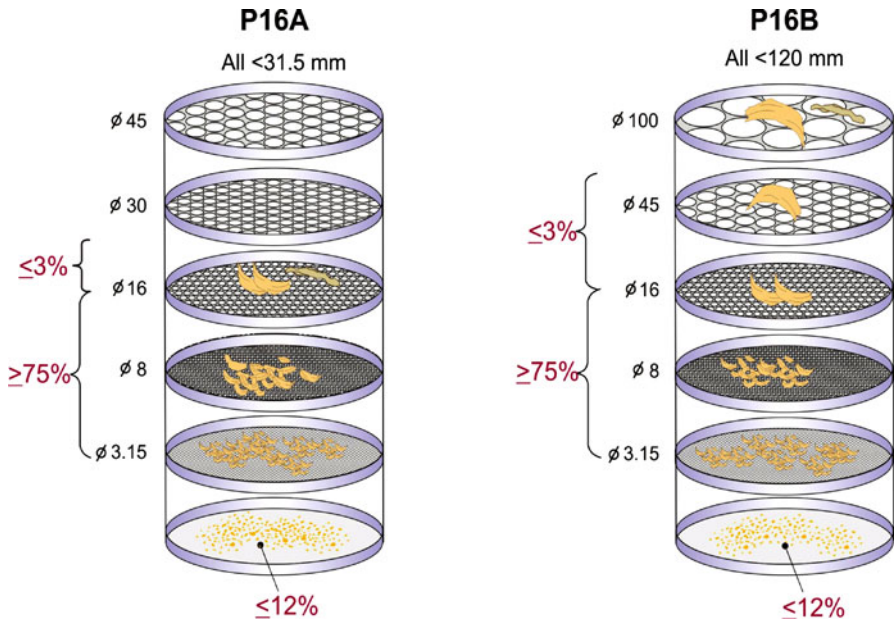 P16A
All <31.5 mm
ø 45
ø 30
≤3%
ø 16
≥75%
ø 8
ø 3.15
≤12%
P16B
All <120 mm
ø 100
ø 45
≤3%
ø 16
≥75%
ø 8
ø 3.15
≤12%